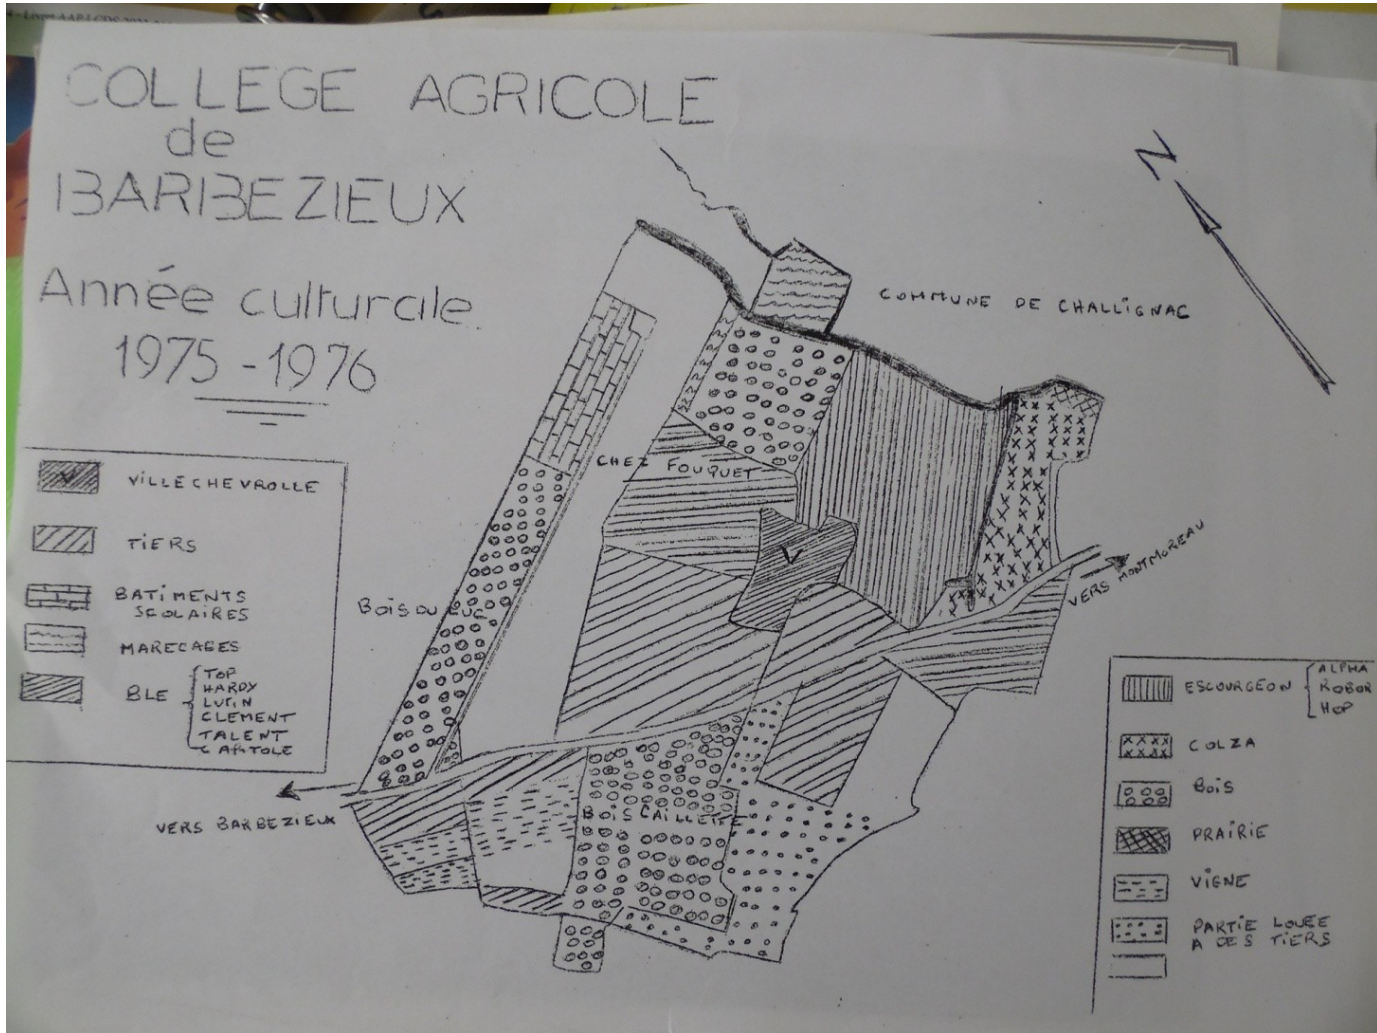 COLLEGE AGRICOLE
de
BARBEZIEUX
Année culturale
1975 - 1976
N
COMMUNE DE CHALLIGNAC
CHEZ FOUQUET
V
BOIS DU LUC
VERS MONTMOREAU
BOIS CAILLETTE
VERS BARBEZIEUX
V VILLECHEVROLLE
TIERS
BATIMENTS
SCOLAIRES
MARECAGES
BLE
TOP
HARDY
LUTIN
CLEMENT
TALENT
CAPITOLE
ESCOURGEON
ALPHA
ROBUR
HOP
COLZA
BOIS
PRAIRIE
VIGNE
PARTIE LOUEE
A DES TIERS